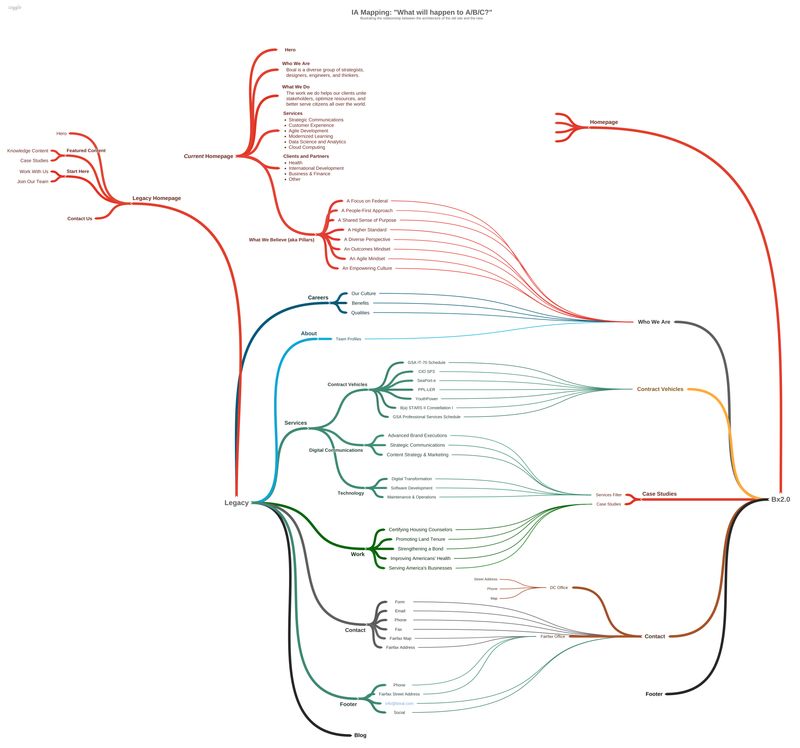 coggle
IA Mapping: "What will happen to A/B/C?"
Illustrating the relationship between the architecture of the old site and the new.
Hero
Who We Are
Boxal is a diverse group of strategists,
designers, engineers, and thinkers.
What We Do
The work we do helps our clients unite
stakeholders, optimize resources, and
better serve citizens all over the world.
Services
Strategic Communications
Customer Experience
Agile Development
Modernized Learning
Data Science and Analytics
Cloud Computing
Current Homepage
Clients and Partners
Health
International Development
Business & Finance
Other
Homepage
Hero
Knowledge Content
Featured Content
Case Studies
Work With Us
Start Here
Join Our Team
Legacy Homepage
Contact Us
A Focus on Federal
A People-First Approach
A Shared Sense of Purpose
A Higher Standard
What We Believe (aka Pillars)
A Diverse Perspective
An Outcomes Mindset
An Agile Mindset
An Empowering Culture
Careers
Our Culture
Benefits
Qualities
Who We Are
About
Team Profiles
GSA IT-70 Schedule
CIO SP3
SeaPort-e
Contract Vehicles
PPL-LER
YouthPower
8(a) STARS II Constellation I
GSA Professional Services Schedule
Contract Vehicles
Services
Advanced Brand Executions
Strategic Communications
Digital Communications
Content Strategy & Marketing
Digital Transformation
Software Development
Technology
Maintenance & Operations
Services Filter
Case Studies
Case Studies
Legacy
Bx2.0
Certifying Housing Counselors
Promoting Land Tenure
Strengthening a Bond
Work
Improving Americans' Health
Serving America's Businesses
Street Address
Phone
DC Office
Map
Form
Email
Phone
Contact
Fax
Fairfax Map
Fairfax Address
Fairfax Office
Contact
Phone
Fairfax Street Address
Footer
Social
Footer
Blog